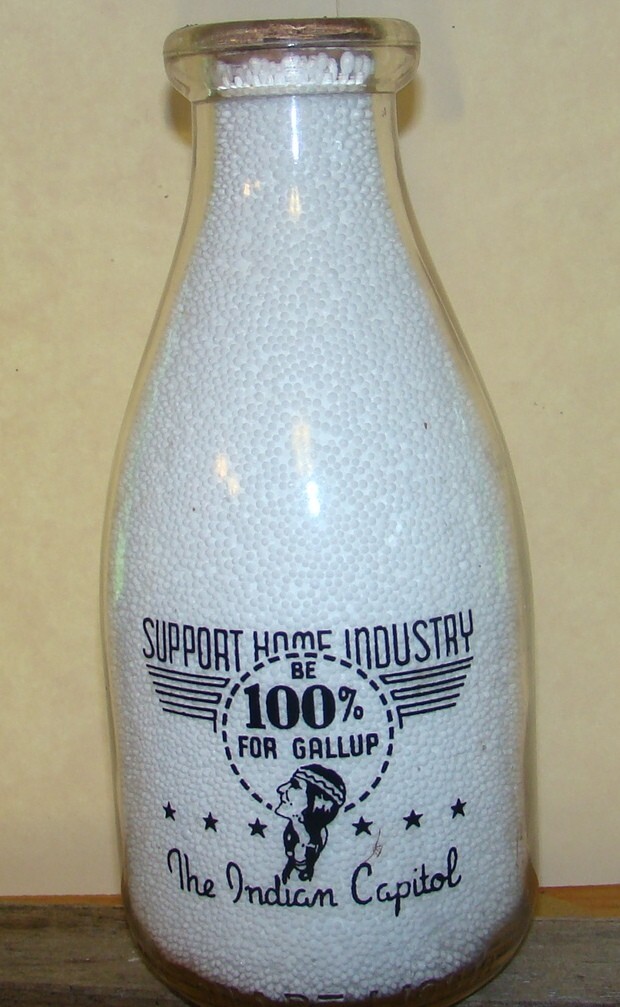 SUPPORT HOME INDUSTRY
BE
100%
FOR GALLUP
The Indian Capitol